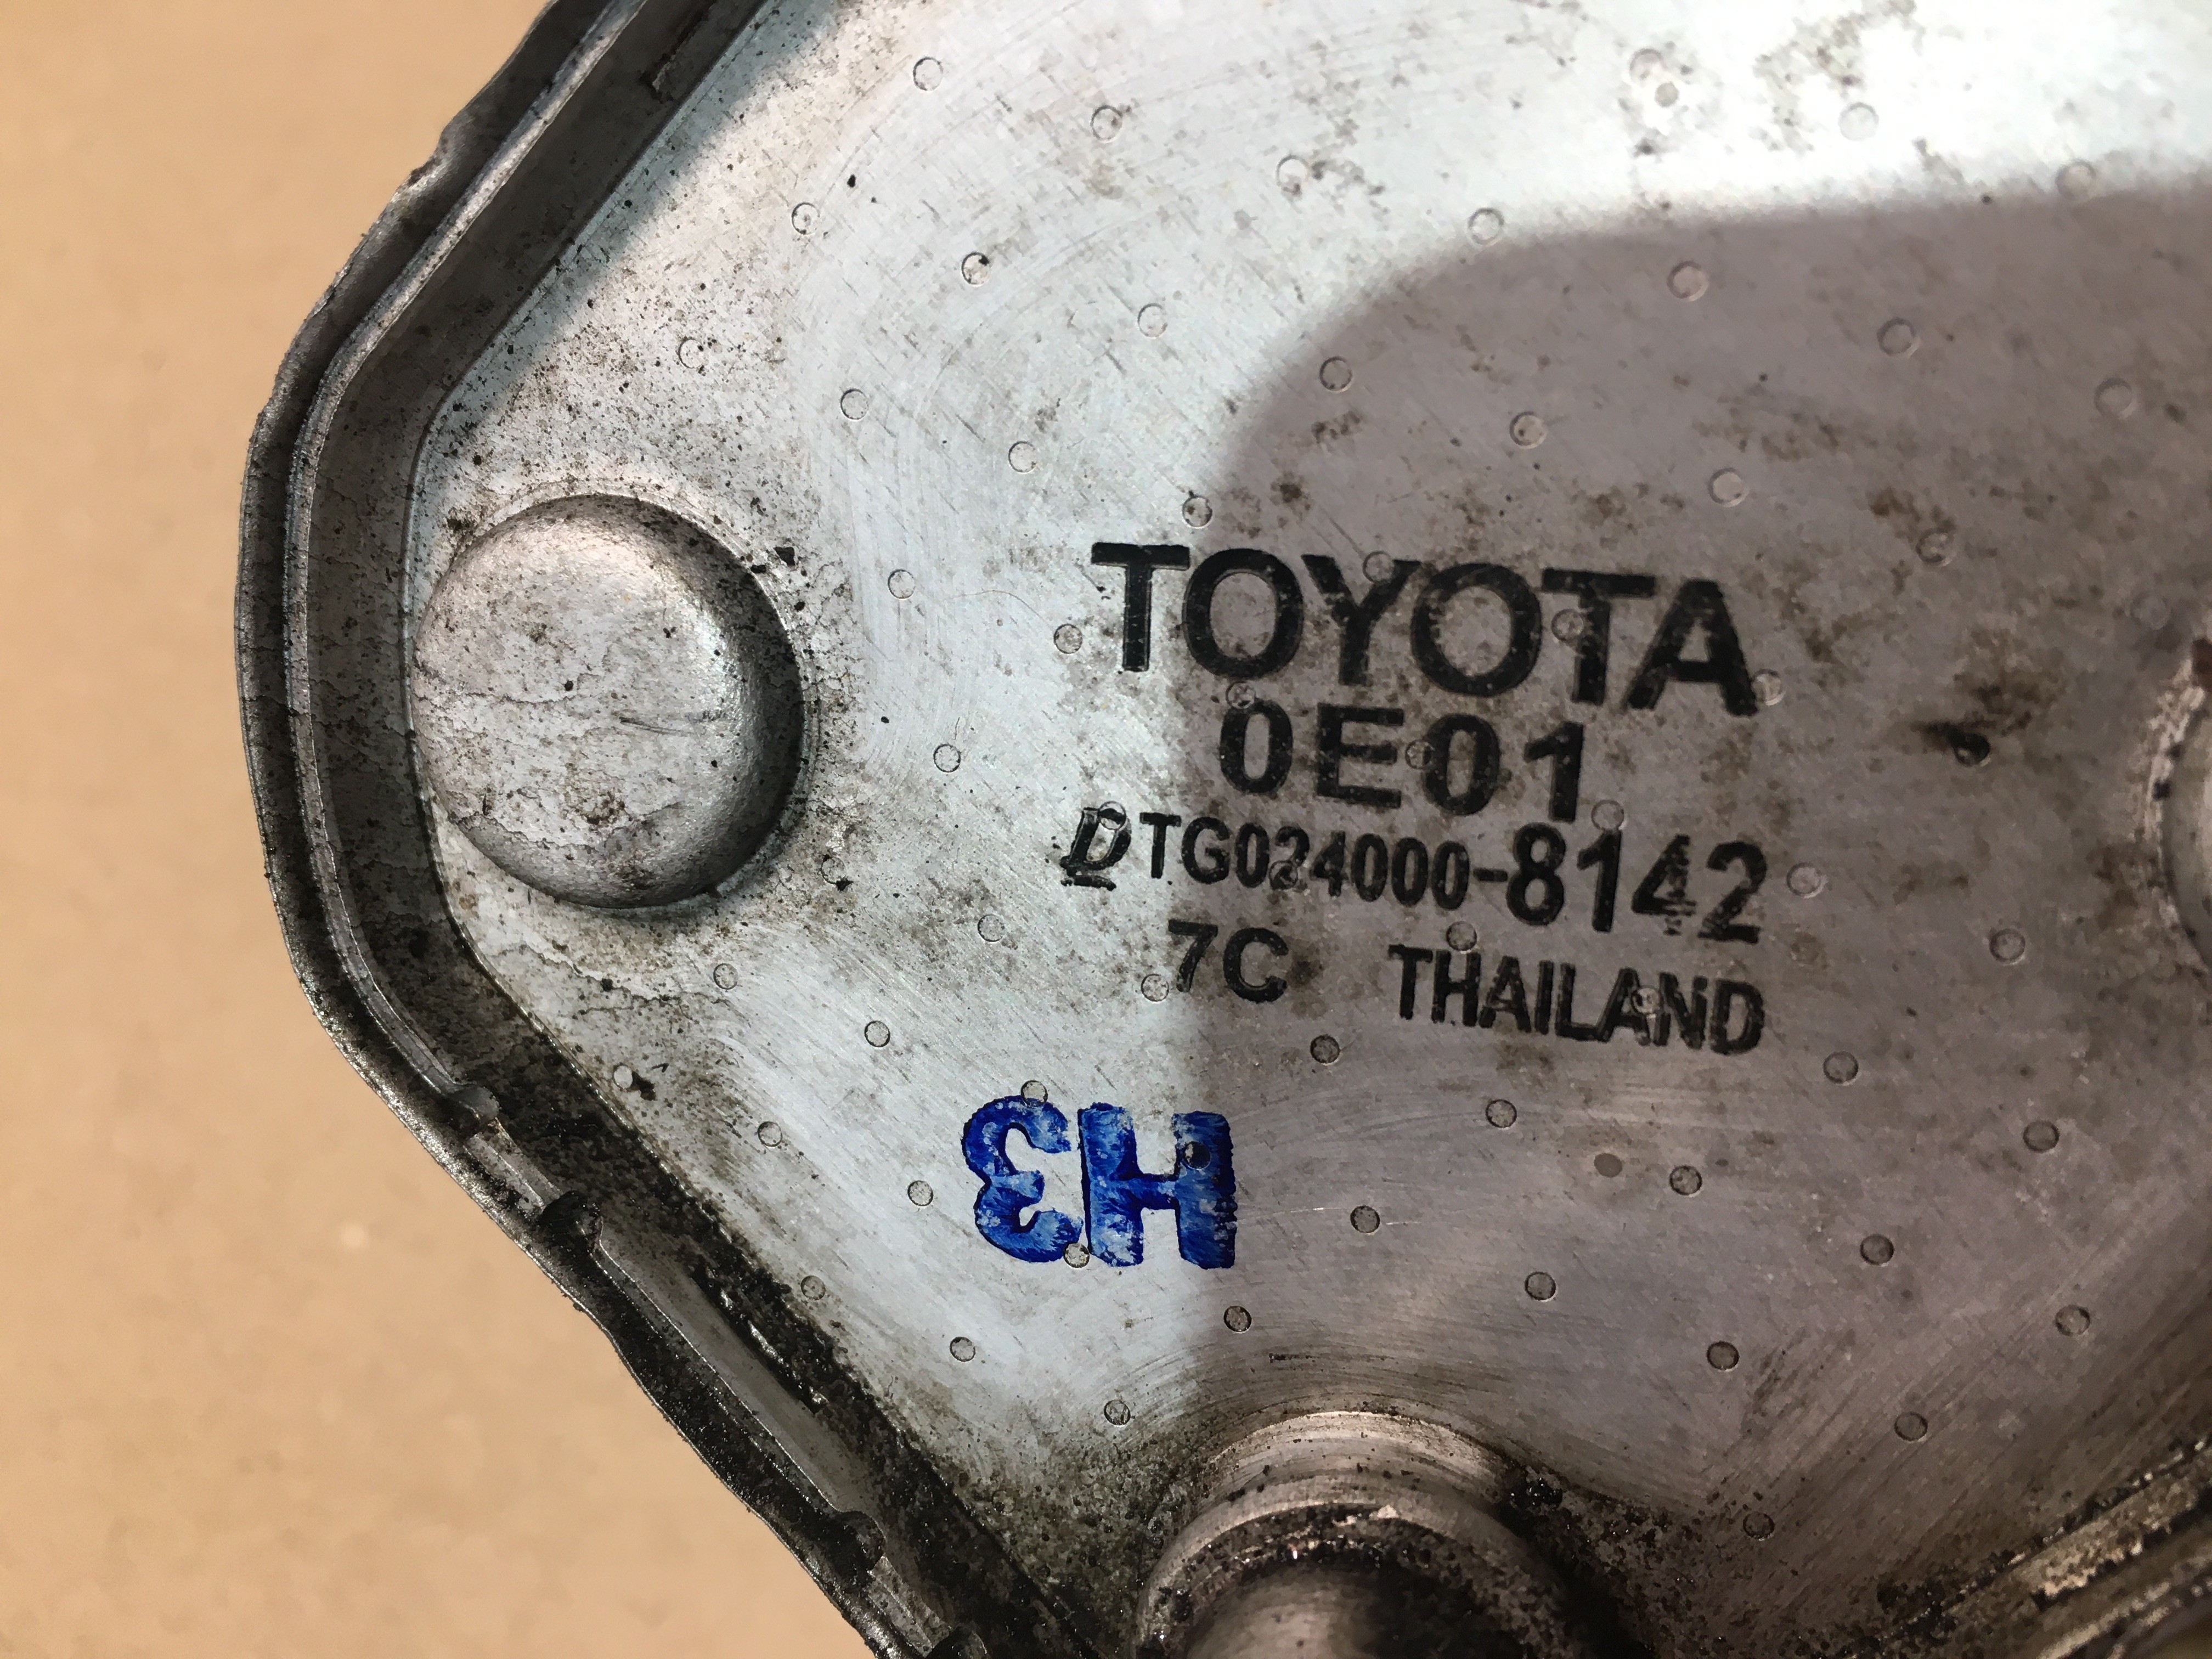 TOYOTA
0E01
DTG024000-8142
7C THAILAND
H3